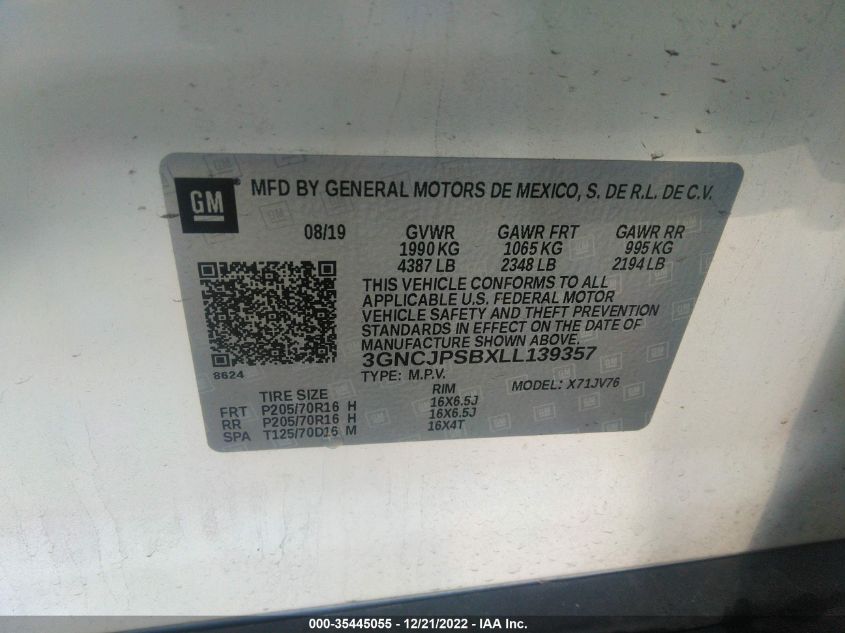 GM
MFD BY GENERAL MOTORS DE MEXICO, S. DE R.L. DE C.V.
08/19 GVWR GAWR FRT GAWR RR
1990 KG 1065 KG 995 KG
4387 LB 2348 LB 2194 LB
THIS VEHICLE CONFORMS TO ALL
APPLICABLE U.S. FEDERAL MOTOR
VEHICLE SAFETY AND THEFT PREVENTION
STANDARDS IN EFFECT ON THE DATE OF
MANUFACTURE SHOWN ABOVE.
3GNCJPSBXLL139357
8624
TYPE: M.P.V. MODEL: X71JV76
TIRE SIZE RIM
FRT P205/70R16 H 16X6.5J
RR P205/70R16 H 16X6.5J
SPA T125/70D16 M 16X4T
000-35445055 - 12/21/2022 - IAA Inc.